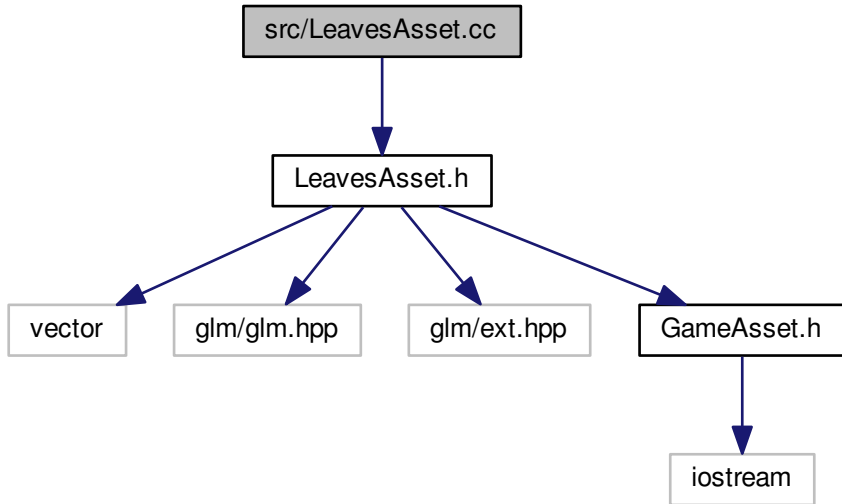 src/LeavesAsset.cc
LeavesAsset.h
vector
glm/glm.hpp
glm/ext.hpp
GameAsset.h
iostream